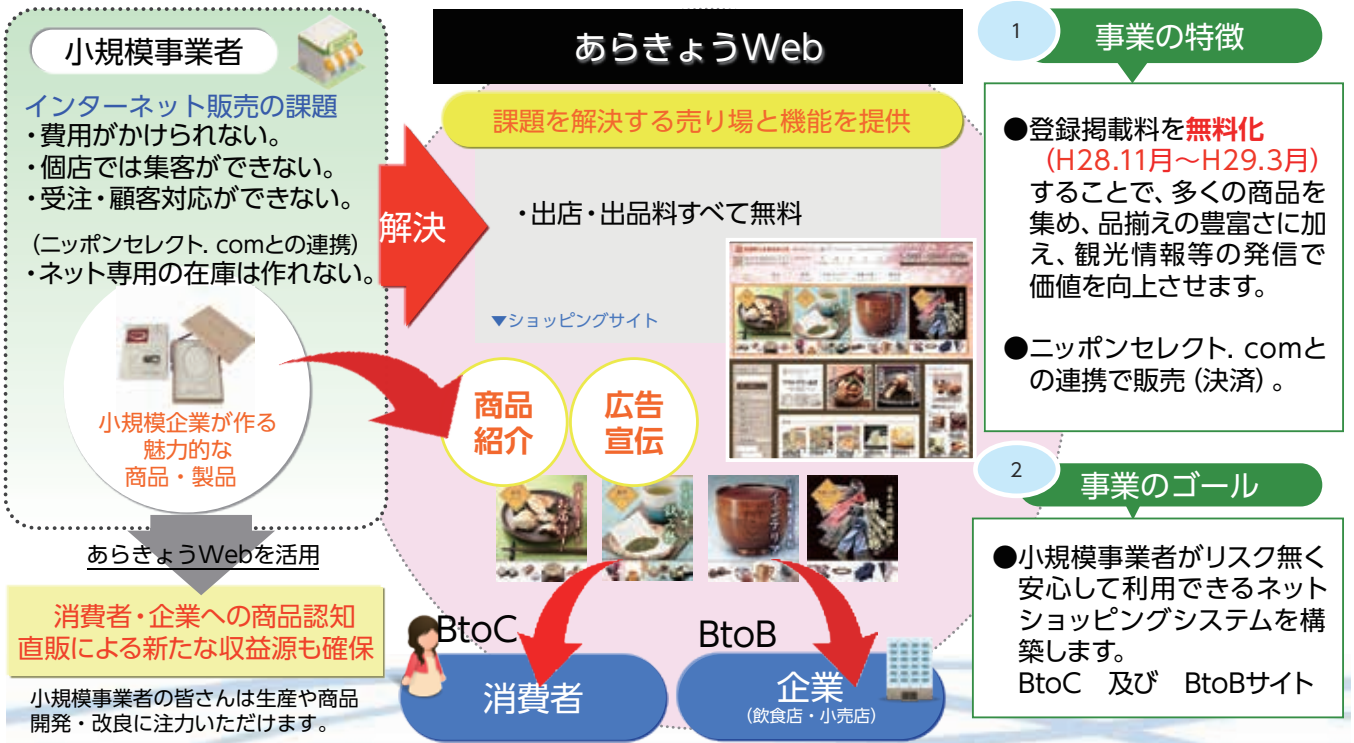 小規模事業者
インターネット販売の課題
・費用がかけられない。
・個店では集客ができない。
・受注・顧客対応ができない。
(ニッポンセレクト. comとの連携)
・ネット専用の在庫は作れない。
小規模企業が作る
魅力的な
商品・製品
あらきょうWebを活用
消費者・企業への商品認知
直販による新たな収益源も確保
小規模事業者の皆さんは生産や商品
開発・改良に注力いただけます。
解決
あらきょうWeb
課題を解決する売り場と機能を提供
・出店・出品料すべて無料
▼ショッピングサイト
商品
紹介
広告
宣伝
BtoC
消費者
BtoB
企業
(飲食店・小売店)
1
事業の特徴
●登録掲載料を無料化
(H28.11月～H29.3月)
することで、多くの商品を
集め、品揃えの豊富さに加
え、観光情報等の発信で
価値を向上させます。
●ニッポンセレクト. comと
の連携で販売(決済)。
2
事業のゴール
●小規模事業者がリスク無く
安心して利用できるネット
ショッピングシステムを構
築します。
BtoC 及び BtoBサイト